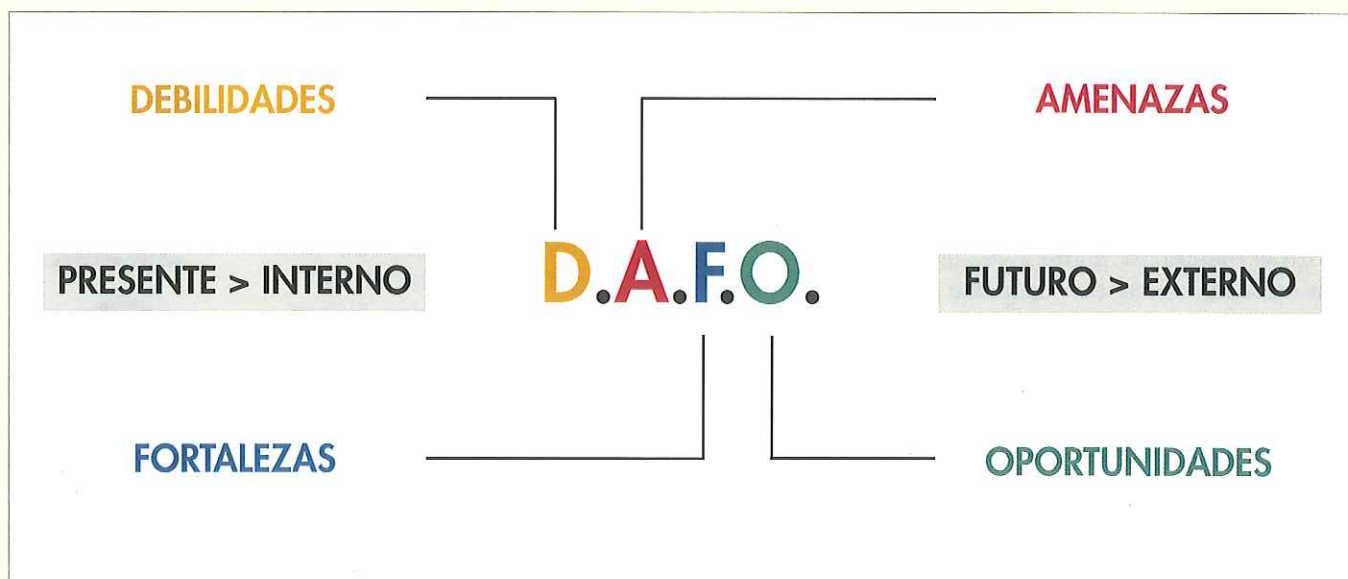 DEBILIDADES
AMENAZAS
PRESENTE > INTERNO
D.A.F.O.
FUTURO > EXTERNO
FORTALEZAS
OPORTUNIDADES